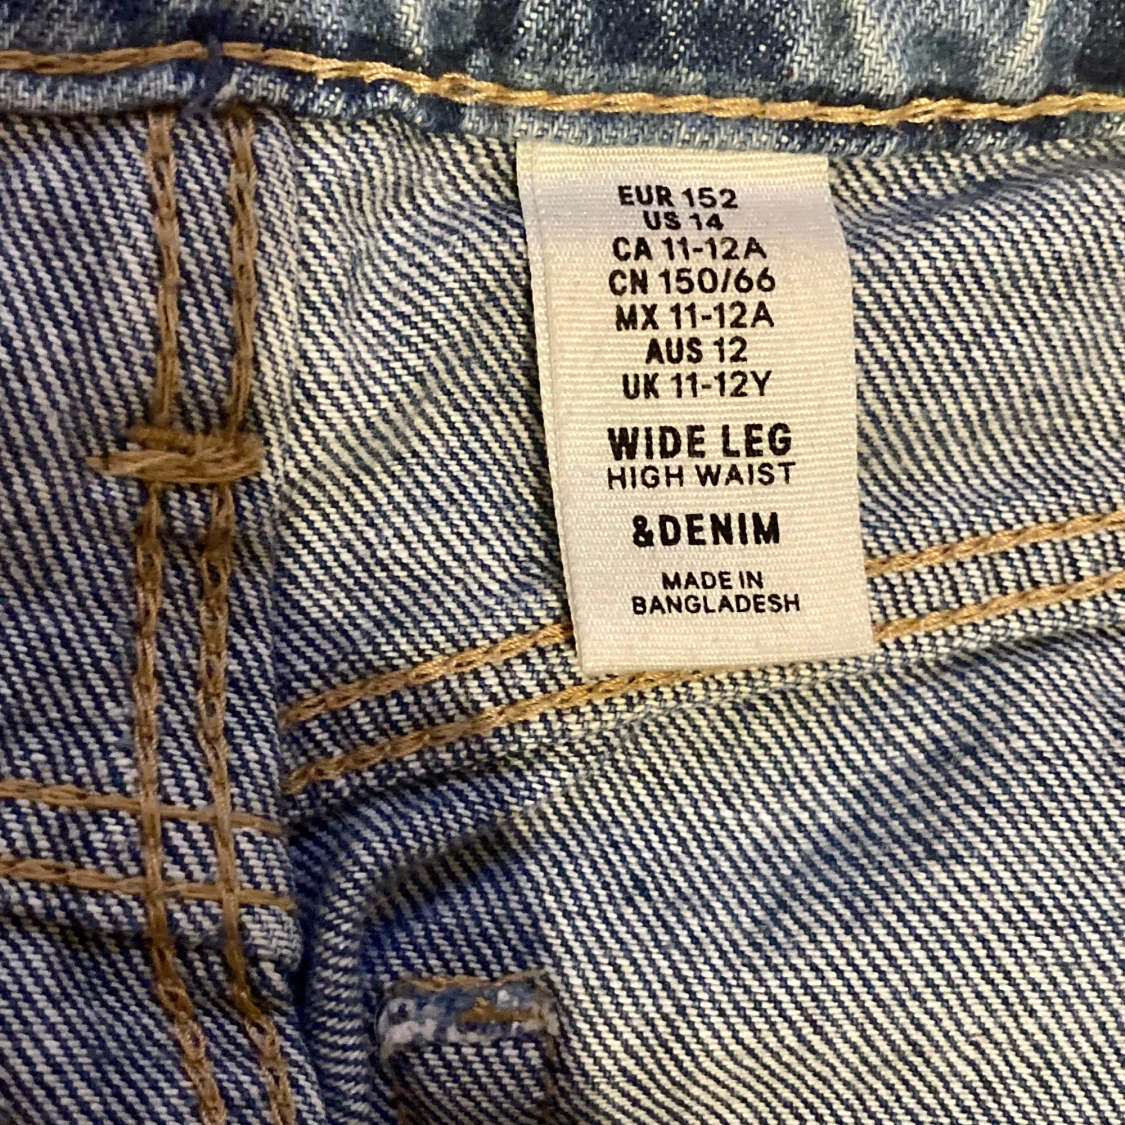 EUR 152
US 14
CA 11-12A
CN 150/66
MX 11-12A
AUS 12
UK 11-12Y
WIDE LEG
HIGH WAIST
&DENIM
MADE IN
BANGLADESH